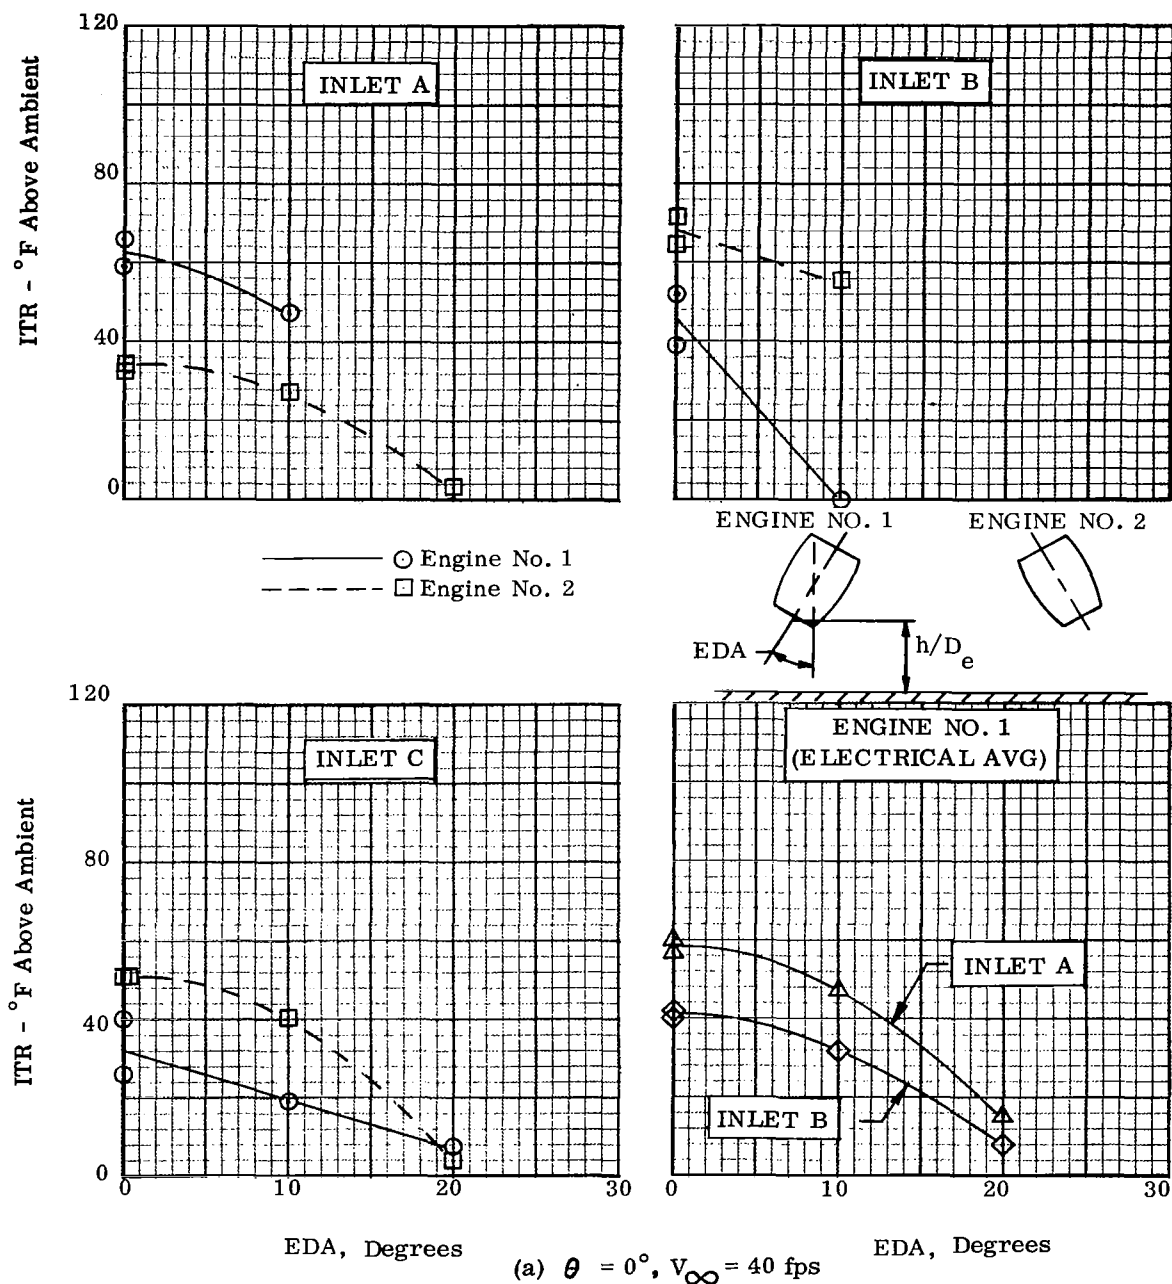 120
INLET A
INLET B
ITR - °F Above Ambient
80
40
0
Engine No. 1
Engine No. 2
ENGINE NO. 1
ENGINE NO. 2
EDA
h/De
120
INLET C
ENGINE NO. 1
(ELECTRICAL AVG)
ITR - °F Above Ambient
80
40
0
INLET A
INLET B
0 10 20 30
0 10 20 30
EDA, Degrees
EDA, Degrees
(a) θ = 0°, V∞ = 40 fps